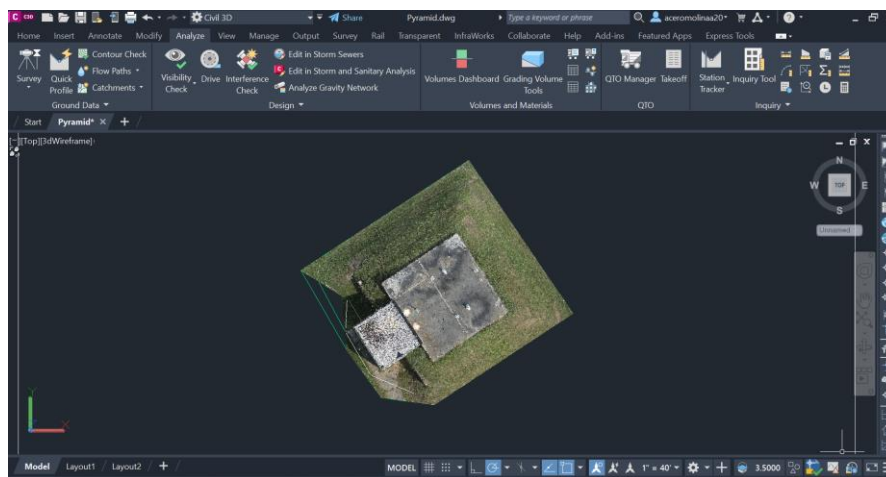 C C3D Civil 3D Share Pyramid.dwg Type a keyword or phrase aceromolinaa20
Home Insert Annotate Modify Analyze View Manage Output Survey Rail Transparent InfraWorks Collaborate Help Add-ins Featured Apps Express Tools
Survey
Quick Profile
Contour Check
Flow Paths
Catchments
Ground Data
Visibility Check
Drive
Interference Check
Edit in Storm Sewers
Edit in Storm and Sanitary Analysis
Analyze Gravity Network
Design
Volumes Dashboard
Grading Volume Tools
Volumes and Materials
QTO Manager
Takeoff
QTO
Station Tracker
Inquiry Tool
Inquiry
Start Pyramid* +
[-][Top][3dWireframe]
N
W TOP E
S
Unnamed
Y
X
Model Layout1 Layout2 + MODEL 1" = 40' 3.5000